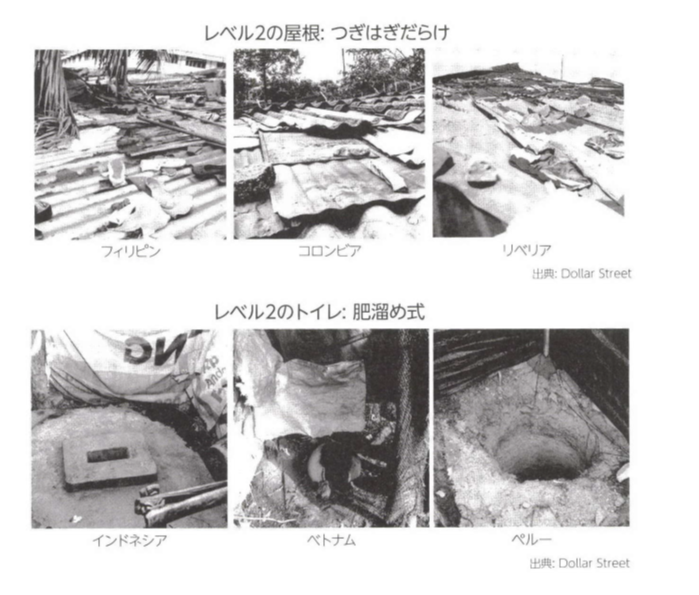 レベル2の屋根: つぎはぎだらけ
フィリピン
コロンビア
リベリア
出典: Dollar Street
レベル2のトイレ: 肥溜め式
NG
インドネシア
ベトナム
ペルー
出典: Dollar Street